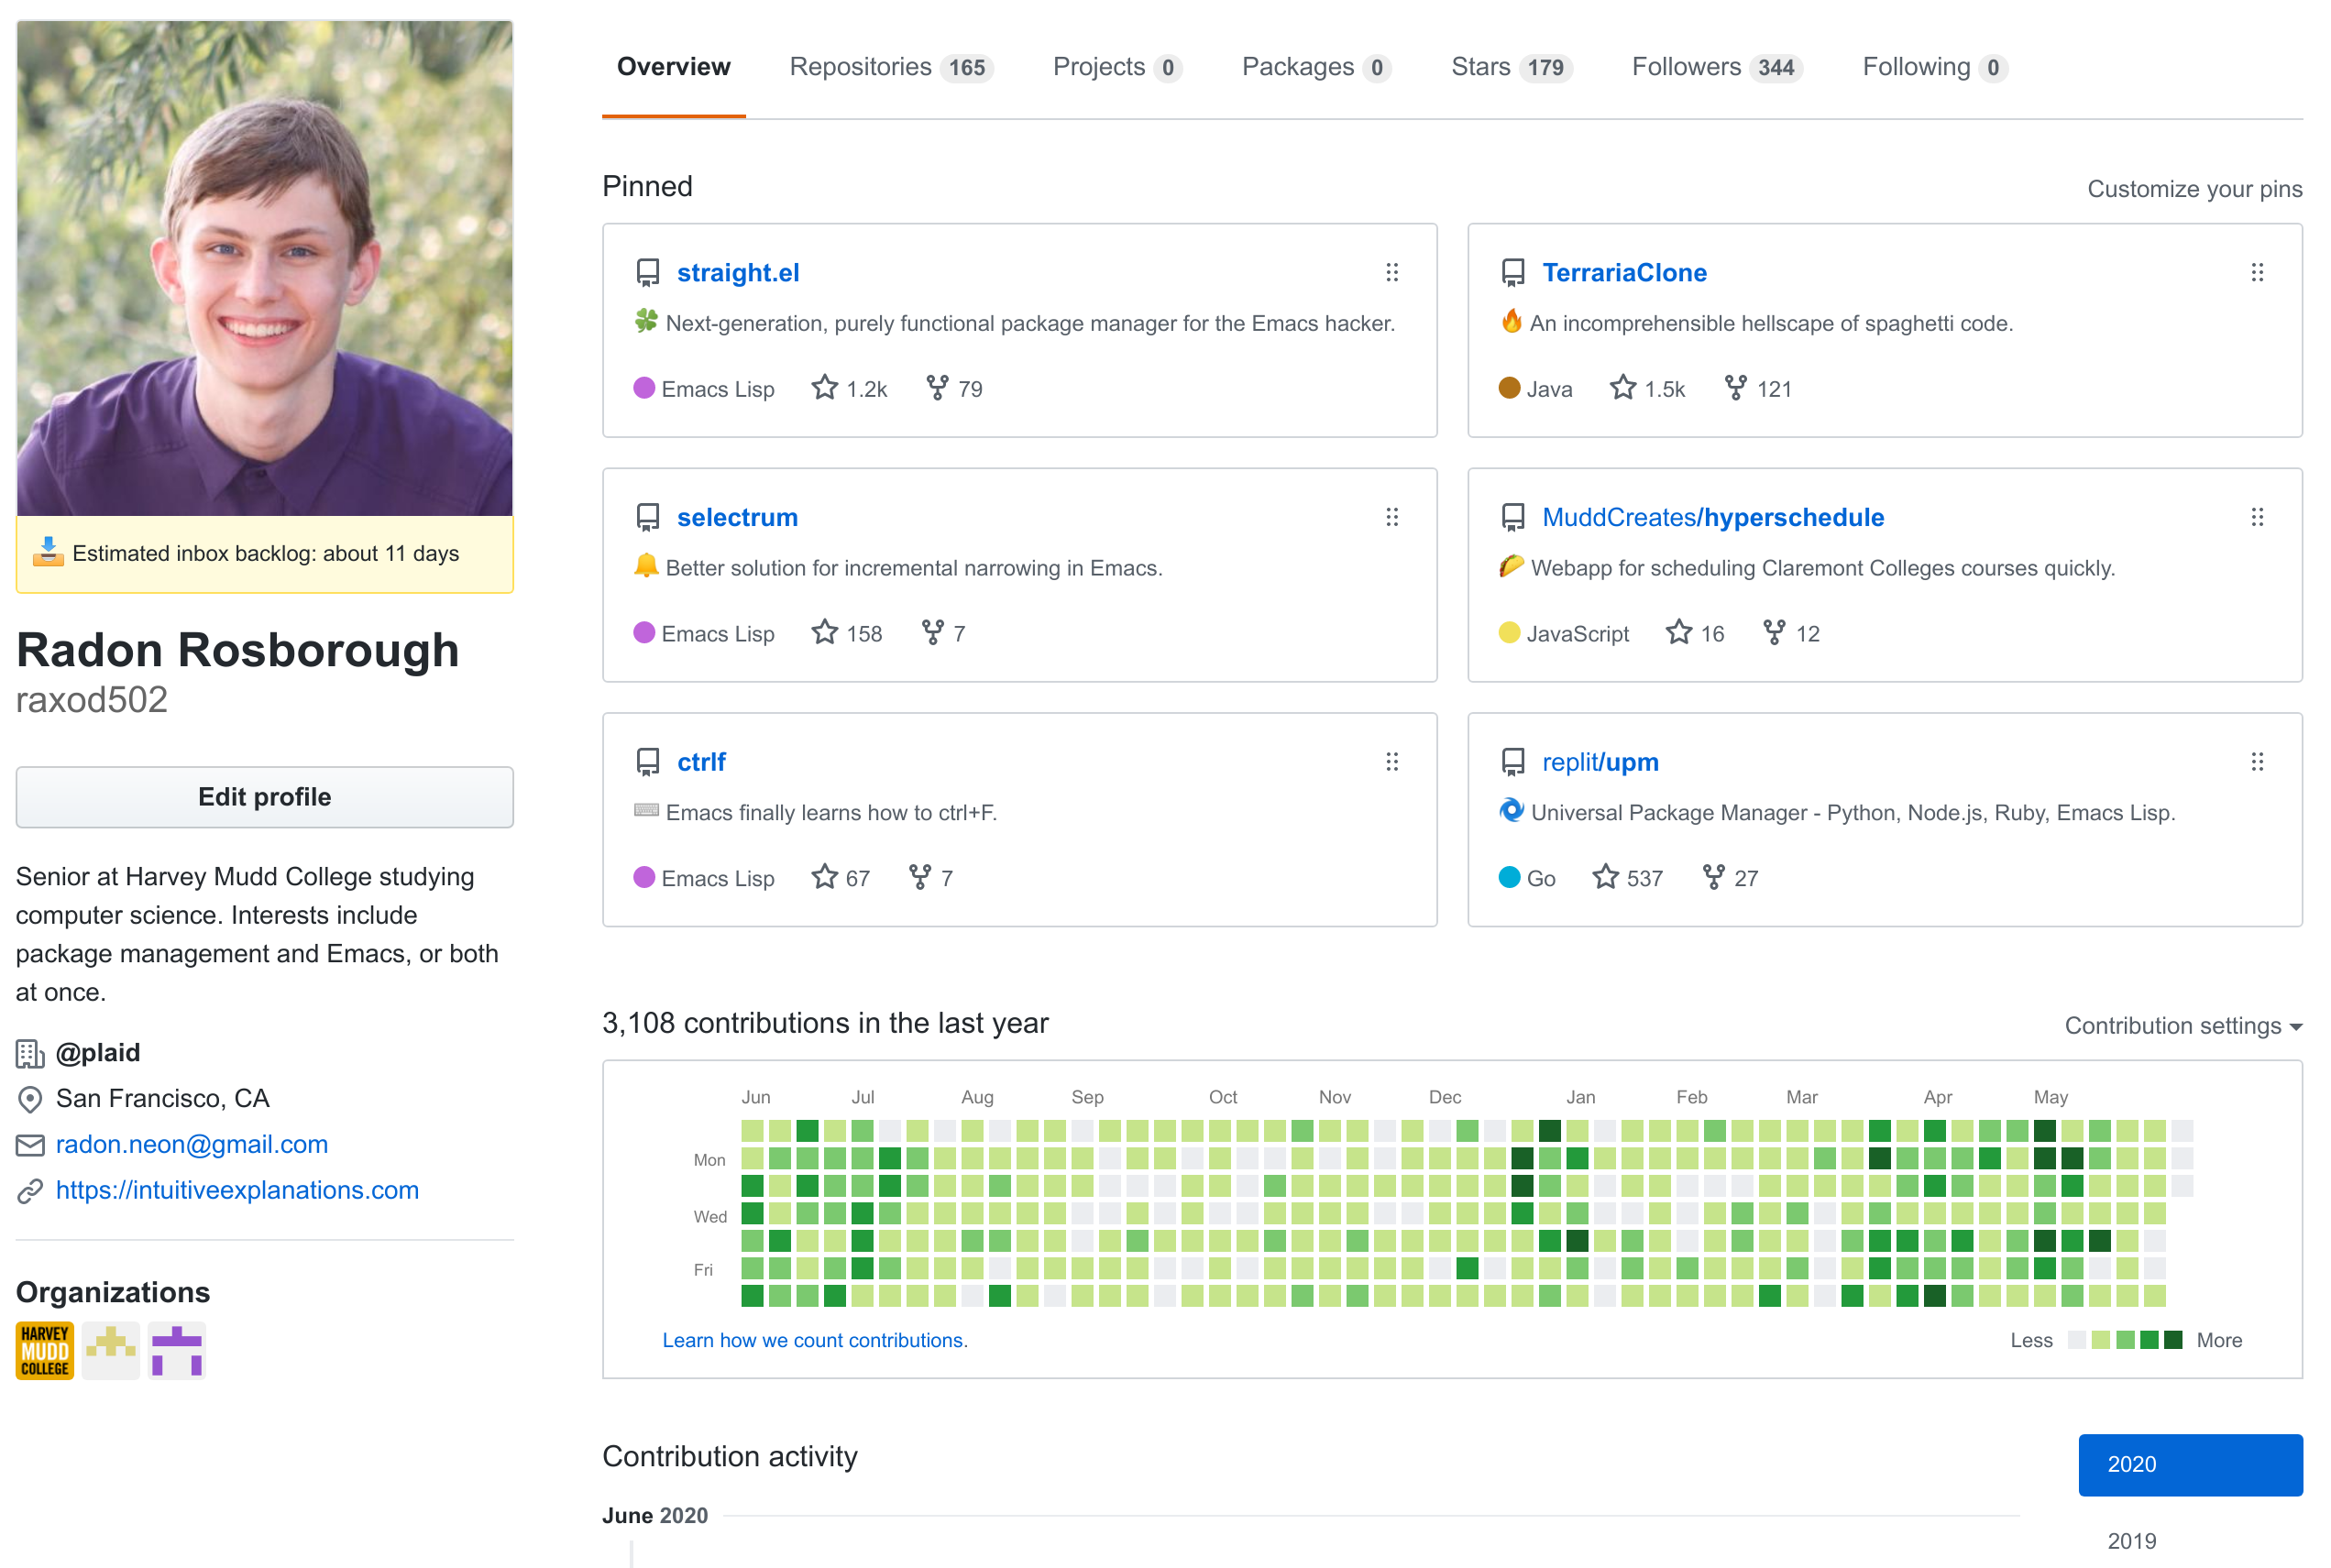 Overview
Repositories 165
Projects 0
Packages 0
Stars 179
Followers 344
Following 0
Estimated inbox backlog: about 11 days
Radon Rosborough
raxod502
Edit profile
Senior at Harvey Mudd College studying
computer science. Interests include
package management and Emacs, or both
at once.
@plaid
San Francisco, CA
radon.neon@gmail.com
https://intuitiveexplanations.com
Organizations
HARVEY
MUDD
COLLEGE
Pinned
Customize your pins
straight.el
Next-generation, purely functional package manager for the Emacs hacker.
Emacs Lisp 1.2k 79
TerrariaClone
An incomprehensible hellscape of spaghetti code.
Java 1.5k 121
selectrum
Better solution for incremental narrowing in Emacs.
Emacs Lisp 158 7
MuddCreates/hyperschedule
Webapp for scheduling Claremont Colleges courses quickly.
JavaScript 16 12
ctrlf
Emacs finally learns how to ctrl+F.
Emacs Lisp 67 7
replit/upm
Universal Package Manager - Python, Node.js, Ruby, Emacs Lisp.
Go 537 27
3,108 contributions in the last year
Contribution settings
Jun Jul Aug Sep Oct Nov Dec Jan Feb Mar Apr May
Mon
Wed
Fri
Learn how we count contributions.
Less More
Contribution activity
2020
June 2020
2019